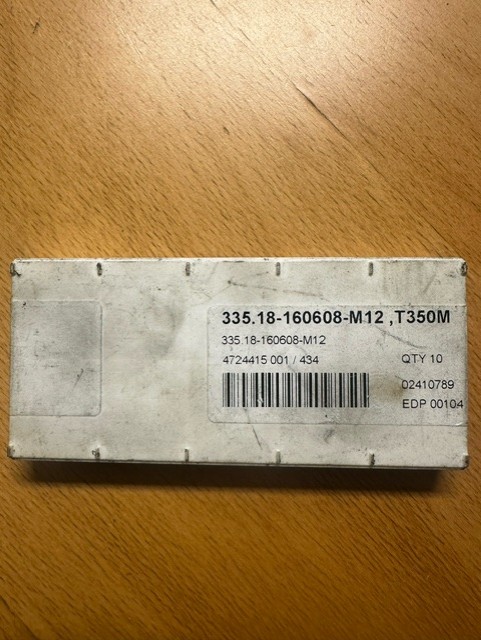 335.18-160608-M12 ,T350M
335.18-160608-M12
4724415 001 / 434 QTY 10
02410789
EDP 00104